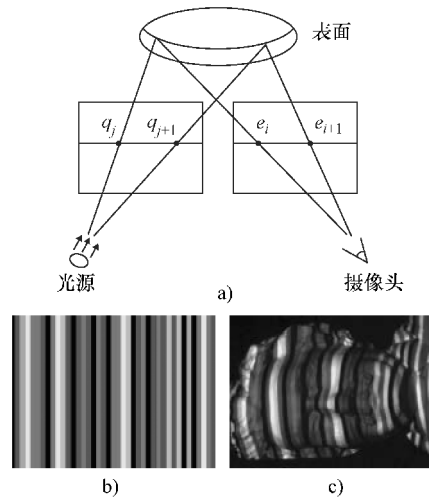 表面
q_j q_{j+1} e_i e_{i+1}
光源 摄像头
a)
b) c)